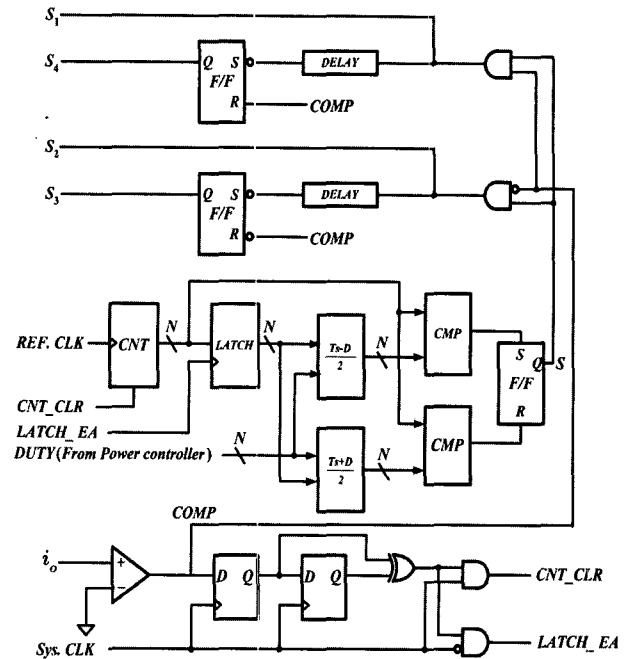 S1
S4 Q S DELAY
F/F
R COMP
S2
S3 Q S DELAY
F/F
R COMP
REF. CLK CNT N LATCH N Ts-D/2 N CMP
S Q S
F/F
R
CNT_CLR
LATCH_EA
DUTY(From Power controller) N Ts+D/2 N CMP
COMP
io + D Q D Q CNT_CLR
-
Sys. CLK LATCH_EA